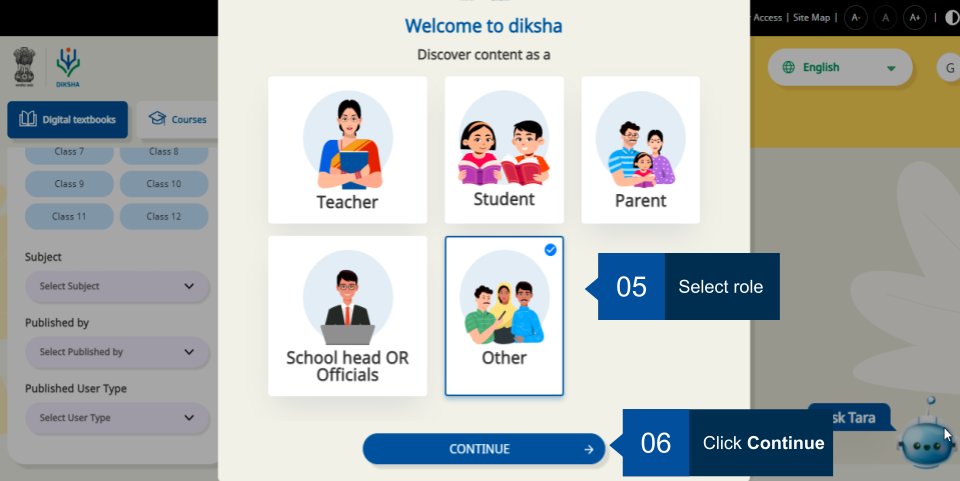 Access | Site Map | A- A A+ |
Welcome to diksha
Discover content as a
DIKSHA
English
G
Digital textbooks
Courses
Class 7 Class 8
Class 9 Class 10
Class 11 Class 12
Teacher
Student
Parent
Subject
Select Subject
05 Select role
Published by
Select Published by
School head OR
Officials
Other
Published User Type
Select User Type
sk Tara
CONTINUE
06 Click Continue